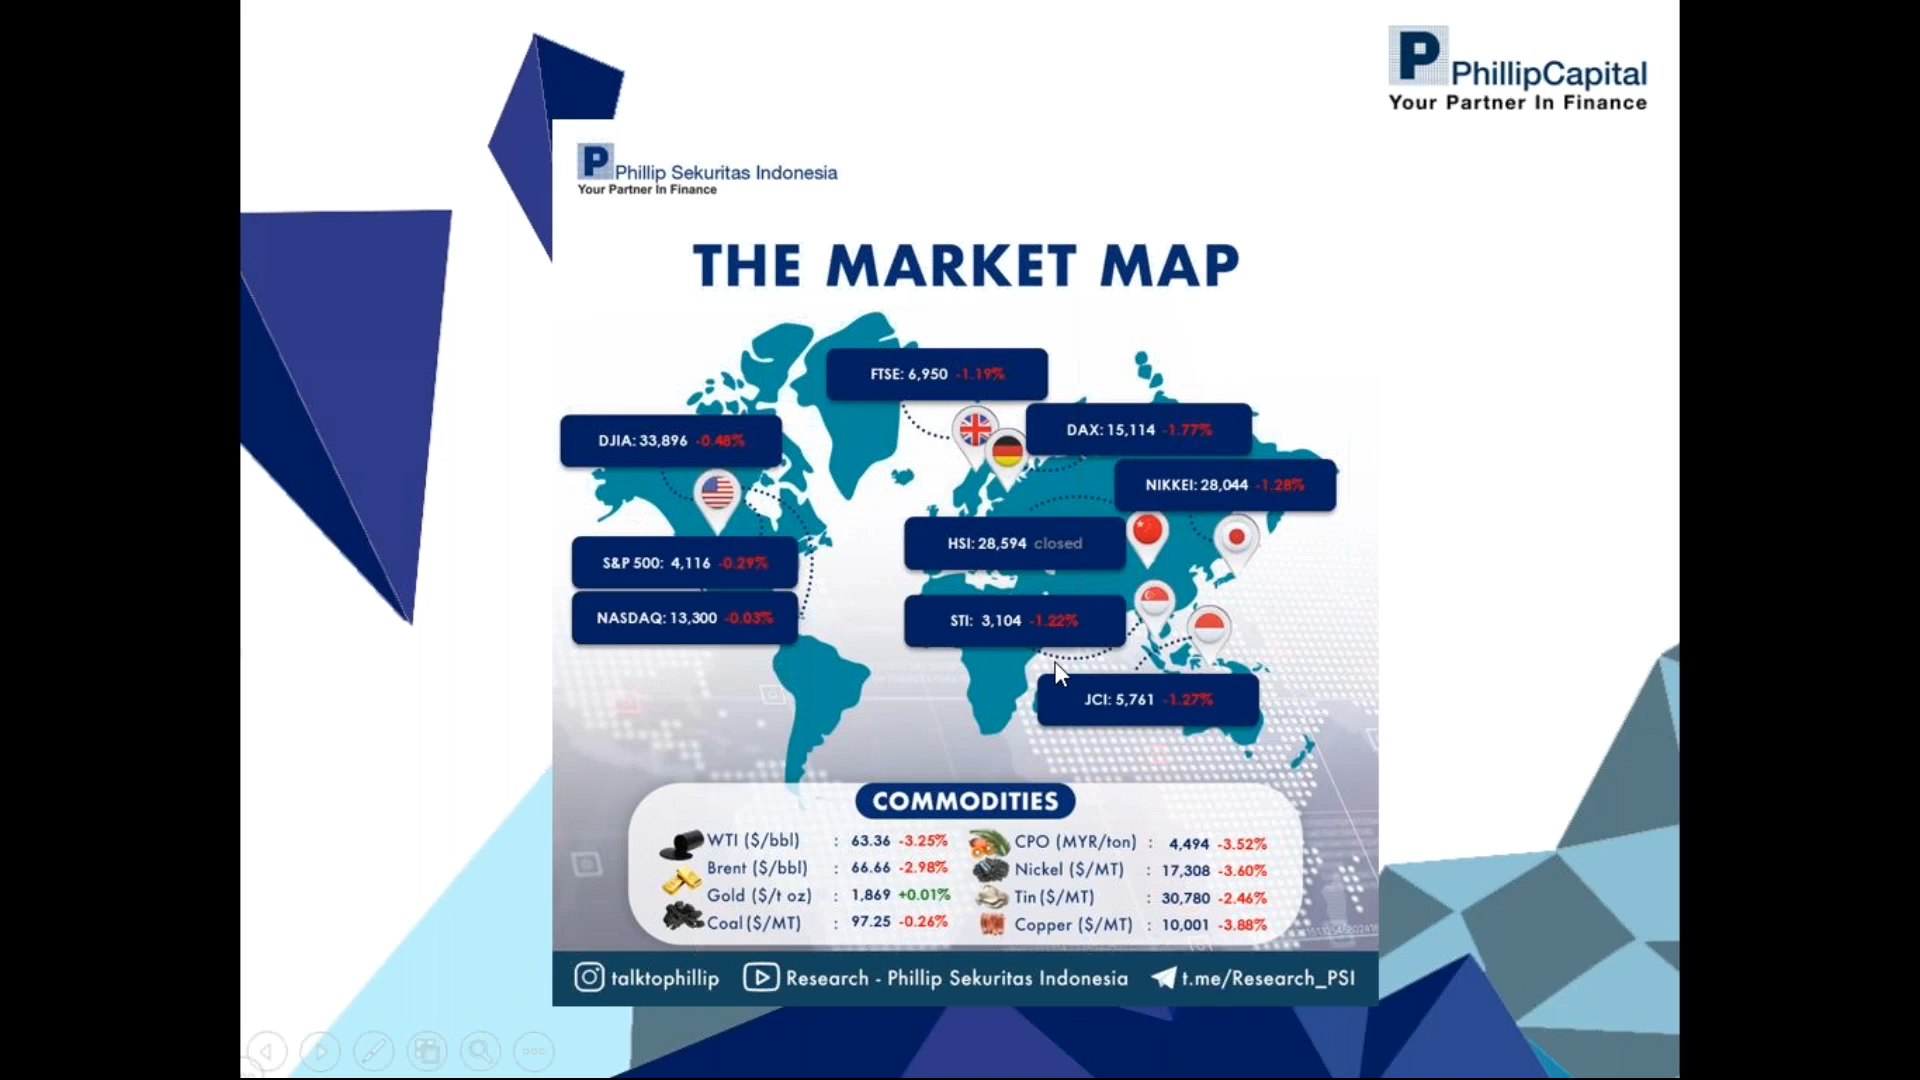 PhillipCapital
Your Partner In Finance
Phillip Sekuritas Indonesia
Your Partner In Finance
THE MARKET MAP
FTSE: 6,950 -1.19%
DJIA: 33,896 -0.48%
DAX: 15,114 -1.77%
NIKKEI: 28,044 -1.28%
HSI: 28,594 closed
S&P 500: 4,116 -0.29%
NASDAQ: 13,300 -0.03%
STI: 3,104 -1.22%
JCI: 5,761 -1.27%
COMMODITIES
WTI ($/bbl) : 63.36 -3.25%
Brent ($/bbl) : 66.66 -2.98%
Gold ($/t oz) : 1,869 +0.01%
Coal ($/MT) : 97.25 -0.26%
CPO (MYR/ton) : 4,494 -3.52%
Nickel ($/MT) : 17,308 -3.60%
Tin ($/MT) : 30,780 -2.46%
Copper ($/MT) : 10,001 -3.88%
talktophillip Research - Phillip Sekuritas Indonesia t.me/Research_PSI